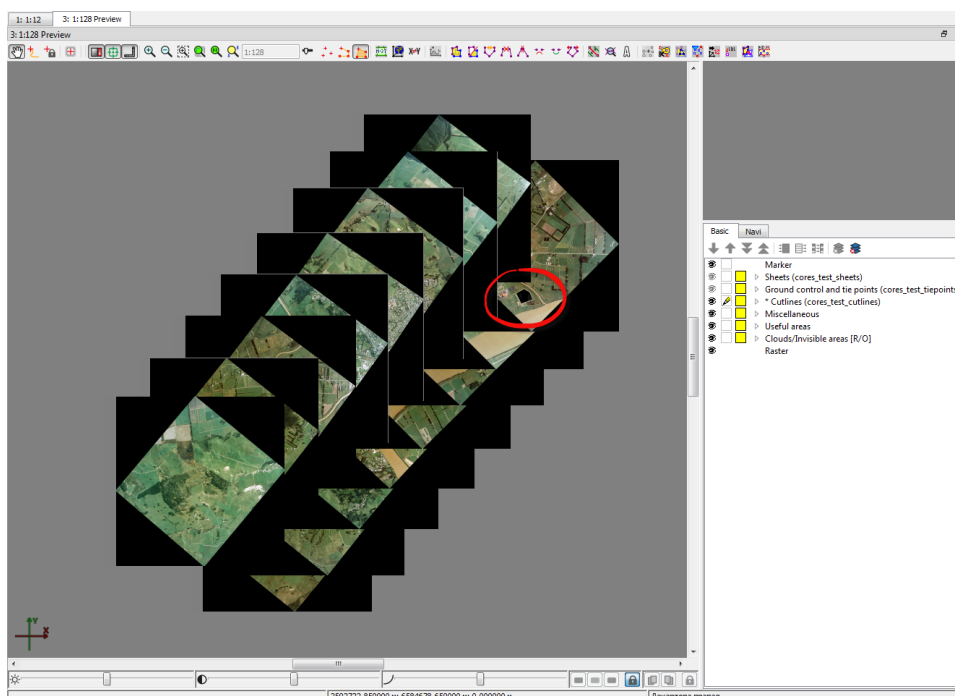 1: 1:12
3: 1:128 Preview
3: 1:128 Preview
1:128
X=Y
Basic
Navi
Marker
Sheets (cores_test_sheets)
Ground control and tie points (cores_test_tiepoints
* Cutlines (cores_test_cutlines)
Miscellaneous
Useful areas
Clouds/Invisible areas [R/O]
Raster
Y
X